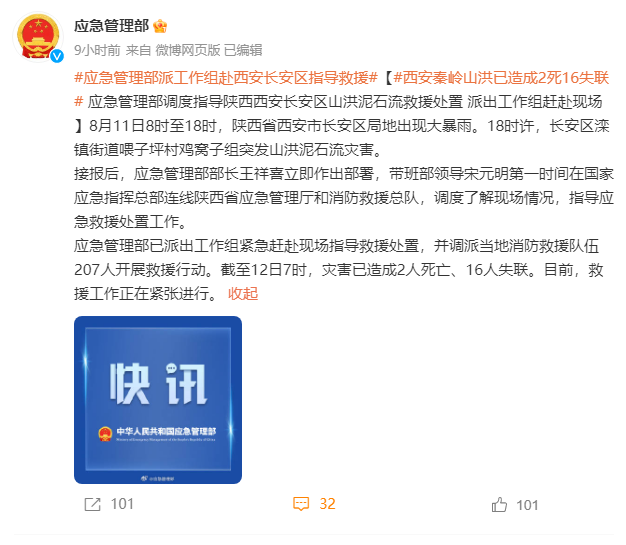 应急管理部
9小时前 来自 微博网页版 已编辑
#应急管理部派工作组赴西安长安区指导救援#【#西安秦岭山洪已造成2死16失联
# 应急管理部调度指导陕西西安长安区山洪泥石流救援处置 派出工作组赶赴现场
】8月11日8时至18时，陕西省西安市长安区局地出现大暴雨。18时许，长安区滦
镇街道喂子坪村鸡窝子组突发山洪泥石流灾害。
接报后，应急管理部部长王祥喜立即作出部署，带班部领导宋元明第一时间在国家
应急指挥总部连线陕西省应急管理厅和消防救援总队，调度了解现场情况，指导应
急救援处置工作。
应急管理部已派出工作组紧急赶赴现场指导救援处置，并调派当地消防救援队伍
207人开展救援行动。截至12日7时，灾害已造成2人死亡、16人失联。目前，救
援工作正在紧张进行。 收起
快讯
中华人民共和国应急管理部
Ministry of Emergency Management of the People's Republic of China
@应急管理部
101
32
101